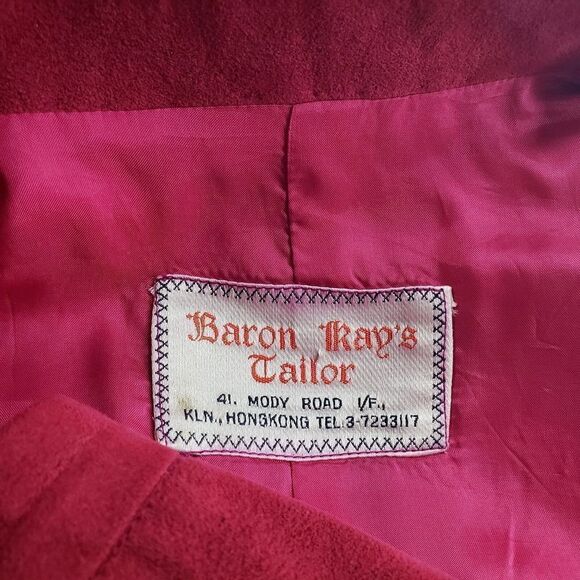 Baron Kay's
Tailor
41. MODY ROAD 1/F.,
KLN., HONGKONG TEL.3-7233117